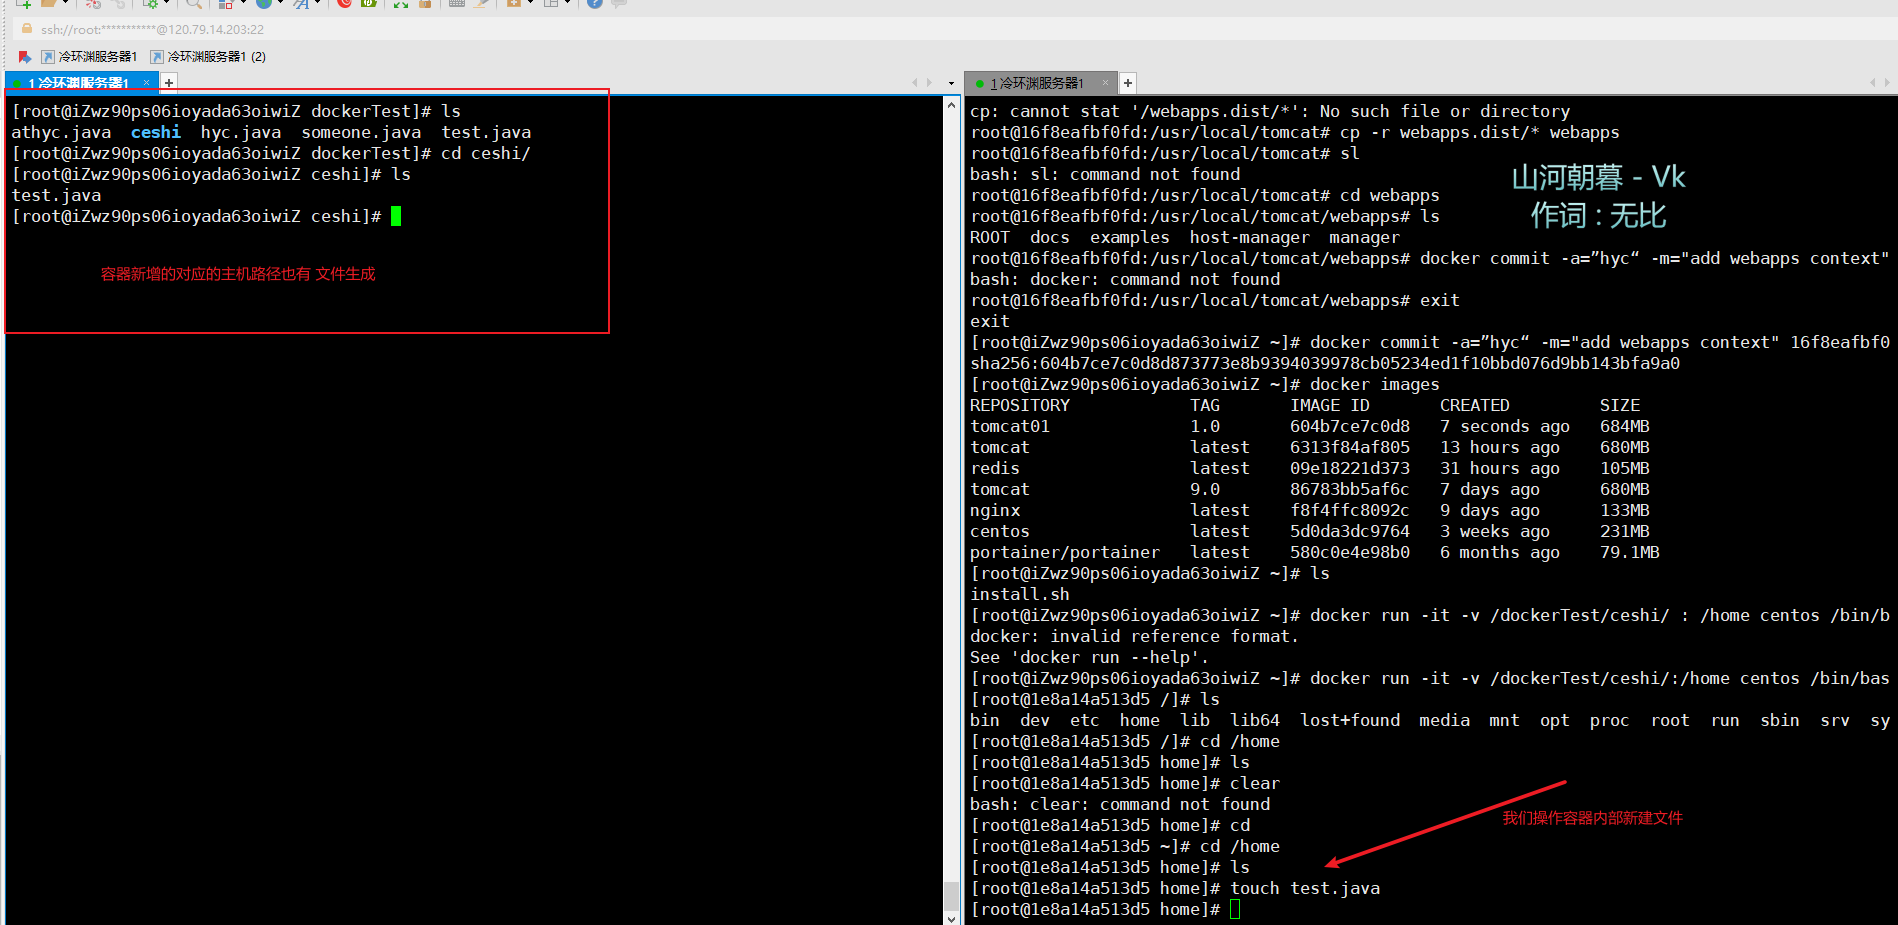 ssh://root:***********@120.79.14.203:22
冷环渊服务器1
冷环渊服务器1 (2)
1 冷环渊服务器1
[root@iZwz90ps06ioyada63oiwiZ dockerTest]# ls
athyc.java  ceshi  hyc.java  someone.java  test.java
[root@iZwz90ps06ioyada63oiwiZ dockerTest]# cd ceshi/
[root@iZwz90ps06ioyada63oiwiZ ceshi]# ls
test.java
[root@iZwz90ps06ioyada63oiwiZ ceshi]#
容器新增的对应的主机路径也有 文件生成
1 冷环渊服务器1
cp: cannot stat '/webapps.dist/*': No such file or directory
root@16f8eafbf0fd:/usr/local/tomcat# cp -r webapps.dist/* webapps
root@16f8eafbf0fd:/usr/local/tomcat# sl
bash: sl: command not found
root@16f8eafbf0fd:/usr/local/tomcat# cd webapps
root@16f8eafbf0fd:/usr/local/tomcat/webapps# ls
ROOT  docs  examples  host-manager  manager
root@16f8eafbf0fd:/usr/local/tomcat/webapps# docker commit -a=”hyc“ -m="add webapps context"
bash: docker: command not found
root@16f8eafbf0fd:/usr/local/tomcat/webapps# exit
exit
[root@iZwz90ps06ioyada63oiwiZ ~]# docker commit -a=”hyc“ -m="add webapps context" 16f8eafbf0
sha256:604b7ce7c0d8d873773e8b9394039978cb05234ed1f10bbd076d9bb143bfa9a0
[root@iZwz90ps06ioyada63oiwiZ ~]# docker images
REPOSITORY            TAG       IMAGE ID       CREATED         SIZE
tomcat01              1.0       604b7ce7c0d8   7 seconds ago   684MB
tomcat                latest    6313f84af805   13 hours ago    680MB
redis                 latest    09e18221d373   31 hours ago    105MB
tomcat                9.0       86783bb5af6c   7 days ago      680MB
nginx                 latest    f8f4ffc8092c   9 days ago      133MB
centos                latest    5d0da3dc9764   3 weeks ago     231MB
portainer/portainer   latest    580c0e4e98b0   6 months ago    79.1MB
[root@iZwz90ps06ioyada63oiwiZ ~]# ls
install.sh
[root@iZwz90ps06ioyada63oiwiZ ~]# docker run -it -v /dockerTest/ceshi/ : /home centos /bin/b
docker: invalid reference format.
See 'docker run --help'.
[root@iZwz90ps06ioyada63oiwiZ ~]# docker run -it -v /dockerTest/ceshi/:/home centos /bin/bas
[root@1e8a14a513d5 /]# ls
bin  dev  etc  home  lib  lib64  lost+found  media  mnt  opt  proc  root  run  sbin  srv  sy
[root@1e8a14a513d5 /]# cd /home
[root@1e8a14a513d5 home]# ls
[root@1e8a14a513d5 home]# clear
bash: clear: command not found
[root@1e8a14a513d5 home]# cd
[root@1e8a14a513d5 ~]# cd /home
[root@1e8a14a513d5 home]# ls
[root@1e8a14a513d5 home]# touch test.java
[root@1e8a14a513d5 home]#
山河朝暮 - Vk
作词 : 无比
我们操作容器内部新建文件